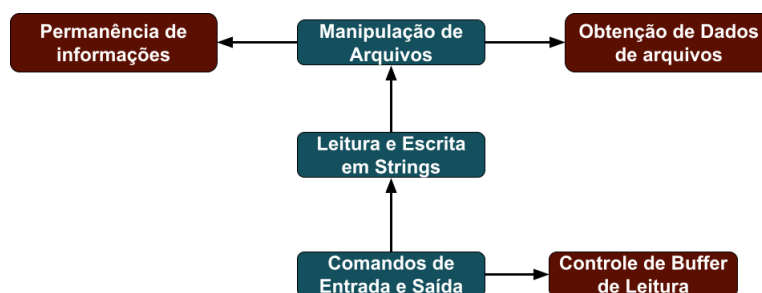 Permanência de
informações
Manipulação de
Arquivos
Obtenção de Dados
de arquivos
Leitura e Escrita
em Strings
Comandos de
Entrada e Saída
Controle de Buffer
de Leitura